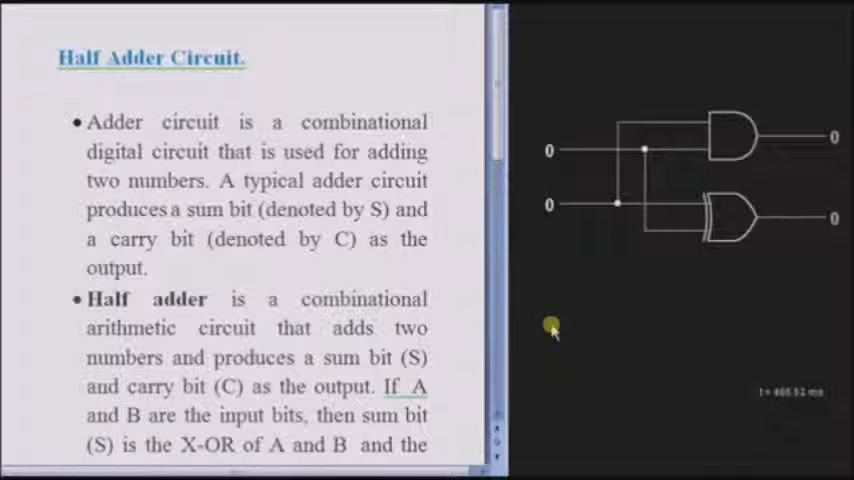 Half Adder Circuit.
• Adder circuit is a combinational
digital circuit that is used for adding
two numbers. A typical adder circuit
produces a sum bit (denoted by S) and
a carry bit (denoted by C) as the
output.
• Half adder is a combinational
arithmetic circuit that adds two
numbers and produces a sum bit (S)
and carry bit (C) as the output. If A
and B are the input bits, then sum bit
(S) is the X-OR of A and B and the
0
0
0
0